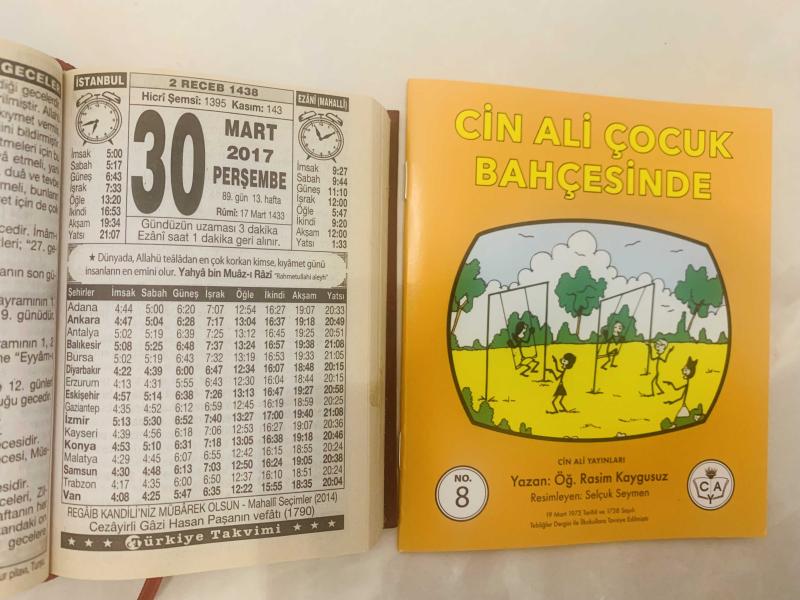 GECELER
İSTANBUL
2 RECEB 1438
Hicrî Şemsî: 1395 Kasım: 143
EZÂNÎ (MAHALLÎ)
30
MART
2017
PERŞEMBE
89. gün 13. hafta
Rûmî: 17 Mart 1433
İmsak 5:00
Sabah 5:17
Güneş 6:43
İşrak 7:33
Öğle 13:20
İkindi 16:53
Akşam 19:34
Yatsı 21:07
İmsak 9:27
Sabah 9:44
Güneş 11:10
İşrak 12:00
Öğle 5:47
İkindi 9:20
Akşam 12:00
Yatsı 1:33
Gündüzün uzaması 3 dakika
Ezânî saat 1 dakika geri alınır.
★ Dünyada, Allahü teâlâdan en çok korkan kimse, kıyâmet günü
insanların en emini olur. Yahyâ bin Muâz-ı Râzî "Rahmetullahi aleyh"
Şehirler İmsak Sabah Güneş İşrak Öğle İkindi Akşam Yatsı
Adana 4:44 5:00 6:20 7:07 12:54 16:27 19:07 20:33
Ankara 4:47 5:04 6:28 7:17 13:04 16:37 19:18 20:49
Antalya 5:02 5:19 6:39 7:25 13:12 16:45 19:25 20:51
Balıkesir 5:08 5:25 6:48 7:37 13:24 16:57 19:38 21:08
Bursa 5:02 5:19 6:43 7:32 13:19 16:53 19:33 21:05
Diyarbakır 4:22 4:39 6:00 6:47 12:34 16:07 18:48 20:15
Erzurum 4:13 4:31 5:55 6:43 12:30 16:04 18:44 20:15
Eskişehir 4:57 5:14 6:38 7:26 13:13 16:47 19:27 20:58
Gaziantep 4:35 4:52 6:12 6:59 12:45 16:19 18:59 20:25
İzmir 5:13 5:30 6:52 7:40 13:27 17:00 19:40 21:08
Kayseri 4:39 4:56 6:18 7:06 12:53 16:27 19:07 20:36
Konya 4:53 5:10 6:31 7:18 13:05 16:38 19:18 20:46
Malatya 4:29 4:45 6:07 6:55 12:42 16:15 18:55 20:24
Samsun 4:30 4:48 6:13 7:03 12:50 16:24 19:05 20:38
Trabzon 4:17 4:35 6:00 6:50 12:37 16:10 18:51 20:24
Van 4:08 4:25 5:47 6:35 12:22 15:55 18:35 20:04
REGÂİB KANDİLİ'NİZ MÜBÂREK OLSUN - Mahallî Seçimler (2014)
Cezâyirli Gâzi Hasan Paşanın vefâtı (1790)
Türkiye Takvimi
CİN ALİ ÇOCUK
BAHÇESİNDE
CİN ALİ YAYINLARI
NO.
8
Yazan: Öğ. Rasim Kaygusuz
Resimleyen: Selçuk Seymen
19 Mart 1973 Tarihli ve 1738 Sayılı
Tebliğler Dergisi ile İlkokullara Tavsiye Edilmiştir
C A
Y